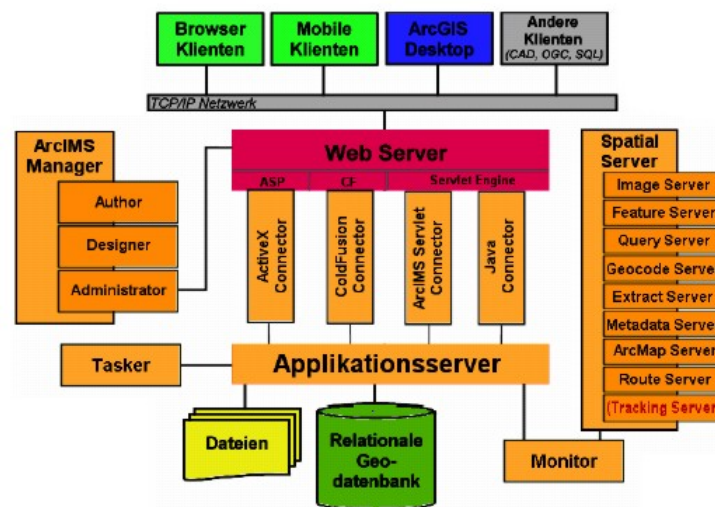 Browser
Klienten
Mobile
Klienten
ArcGIS
Desktop
Andere
Klienten
(CAD, OGC, SQL)
TCP/IP Netzwerk
ArcIMS
Manager
Author
Designer
Administrator
Web Server
ASP
CF
Servlet Engine
ActiveX
Connector
ColdFusion
Connector
ArcIMS Servlet
Connector
Java
Connector
Spatial
Server
Image Server
Feature Server
Query Server
Geocode Server
Extract Server
Metadata Server
ArcMap Server
Route Server
(Tracking Server
Tasker
Applikationsserver
Dateien
Relationale
Geo-
datenbank
Monitor